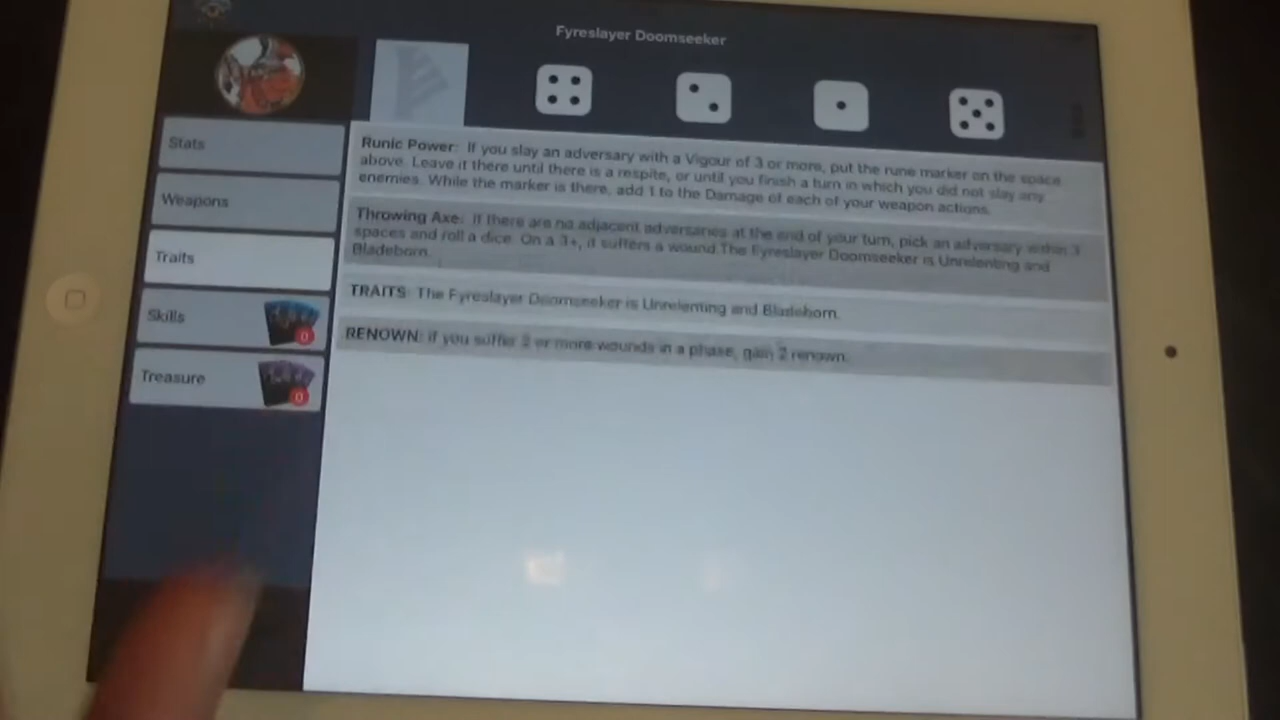 Fyreslayer Doomseeker
Stats
Weapons
Traits
Skills
0
Treasure
0
Runic Power: If you slay an adversary with a Vigour of 3 or more, put the rune marker on the space
above. Leave it there until there is a respite, or until you finish a turn in which you did not slay any
enemies. While the marker is there, add 1 to the Damage of each of your weapon actions.
Throwing Axe: If there are no adjacent adversaries at the end of your turn, pick an adversary within 3
spaces and roll a dice. On a 3+, it suffers a wound.The Fyreslayer Doomseeker is Unrelenting and
Bladeborn.
TRAITS: The Fyreslayer Doomseeker is Unrelenting and Bladeborn.
RENOWN: if you suffer 2 or more wounds in a phase, gain 2 renown.